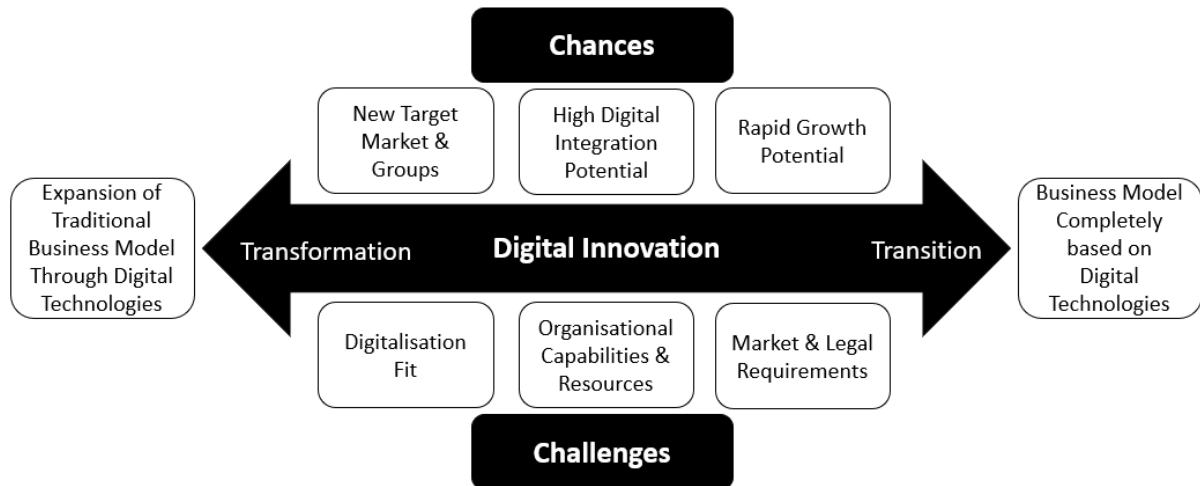 Chances
New Target
Market &
Groups
High Digital
Integration
Potential
Rapid Growth
Potential
Expansion of
Traditional
Business Model
Through Digital
Technologies
Transformation
Digital Innovation
Transition
Business Model
Completely
based on
Digital
Technologies
Digitalisation
Fit
Organisational
Capabilities &
Resources
Market & Legal
Requirements
Challenges